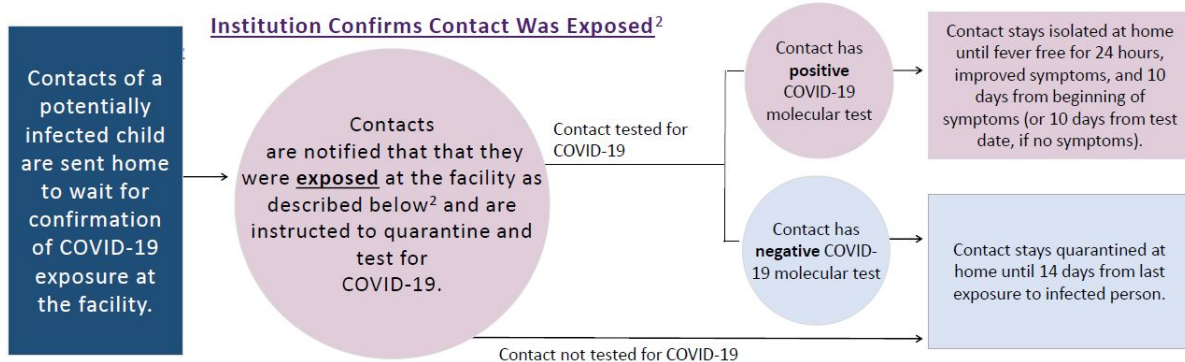 Institution Confirms Contact Was Exposed²
Contacts of a
potentially
infected child
are sent home
to wait for
confirmation
of COVID-19
exposure at
the facility.
Contacts
are notified that that they
were exposed at the facility as
described below² and are
instructed to quarantine and
test for
COVID-19.
Contact tested for
COVID-19
Contact has
positive
COVID-19
molecular test
Contact stays isolated at home
until fever free for 24 hours,
improved symptoms, and 10
days from beginning of
symptoms (or 10 days from test
date, if no symptoms).
Contact has
negative COVID-
19 molecular test
Contact stays quarantined at
home until 14 days from last
exposure to infected person.
Contact not tested for COVID-19